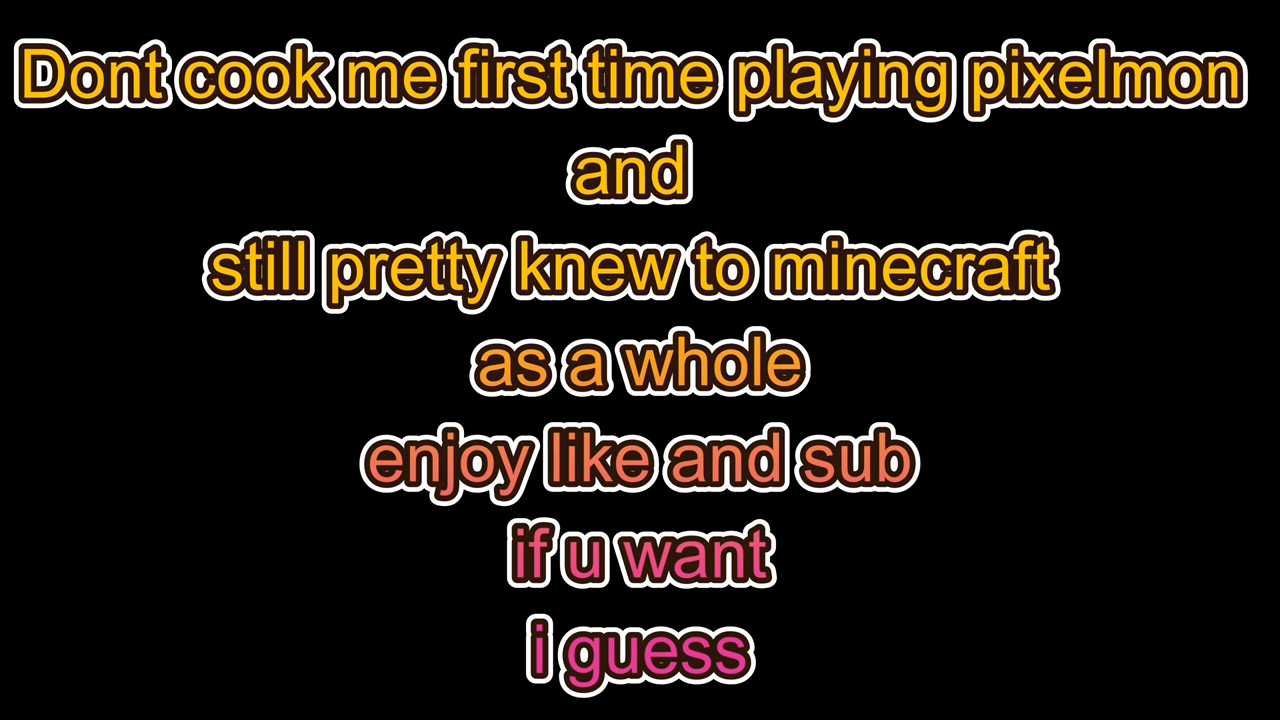 Dont cook me first time playing pixelmon
and
still pretty knew to minecraft
as a whole
enjoy like and sub
if u want
i guess